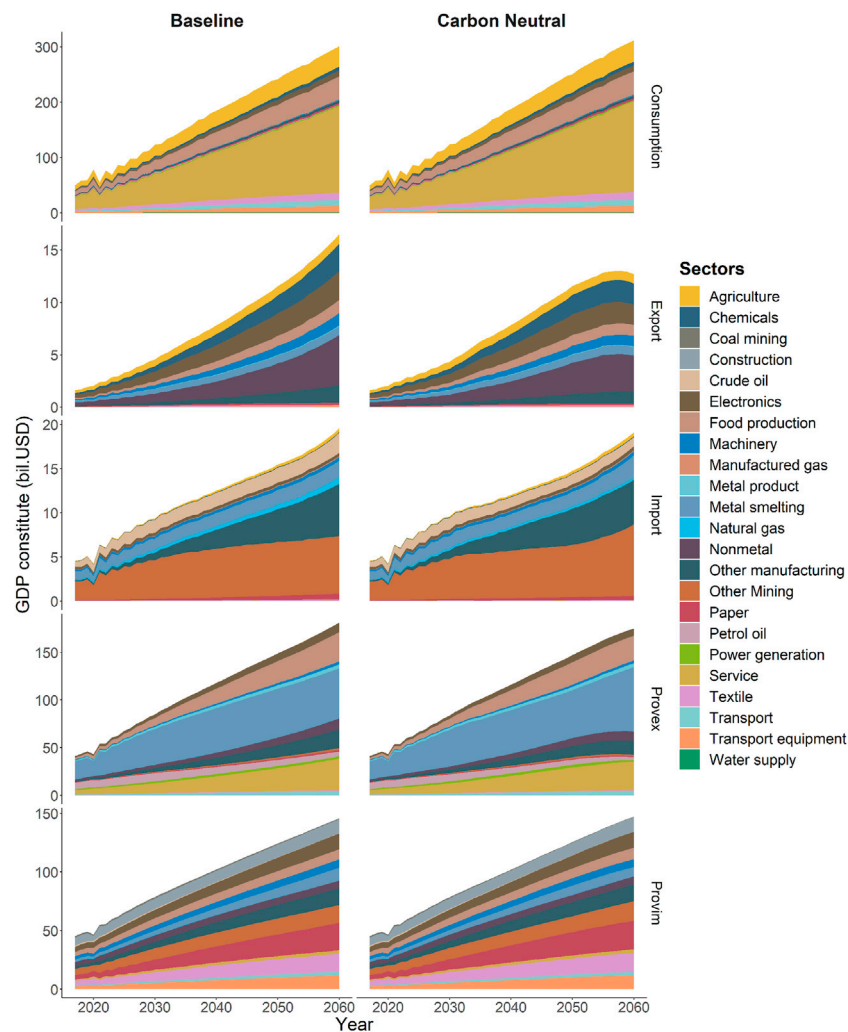 Baseline
Carbon Neutral
300
200
100
0
Consumption
15
10
5
0
Export
20
15
10
5
0
Import
150
100
50
0
Provex
150
100
50
0
Provim
GDP constitute (bil.USD)
2020 2030 2040 2050 2060
2020 2030 2040 2050 2060
Year
Sectors
Agriculture
Chemicals
Coal mining
Construction
Crude oil
Electronics
Food production
Machinery
Manufactured gas
Metal product
Metal smelting
Natural gas
Nonmetal
Other manufacturing
Other Mining
Paper
Petrol oil
Power generation
Service
Textile
Transport
Transport equipment
Water supply